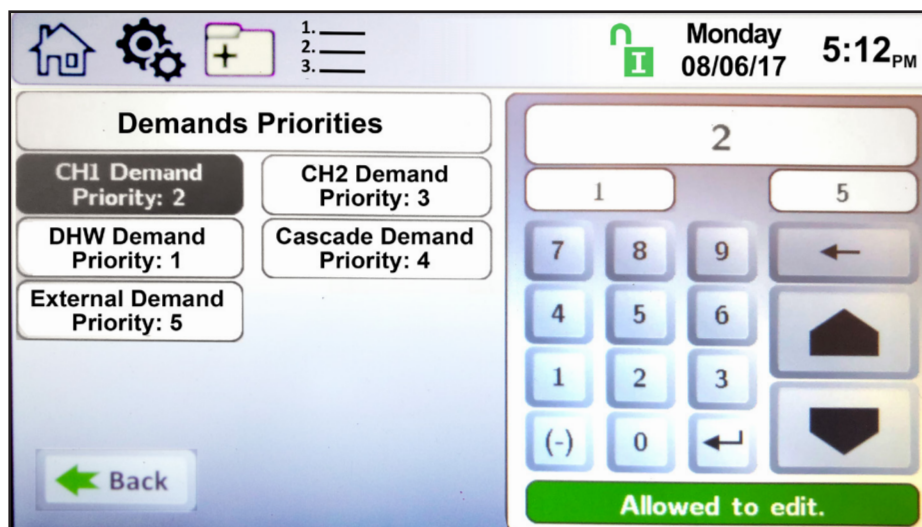 1.
2.
3.
I
Monday
08/06/17
5:12 PM
Demands Priorities
CH1 Demand
Priority: 2
CH2 Demand
Priority: 3
DHW Demand
Priority: 1
Cascade Demand
Priority: 4
External Demand
Priority: 5
Back
2
1 5
7 8 9
4 5 6
1 2 3
(-) 0
Allowed to edit.